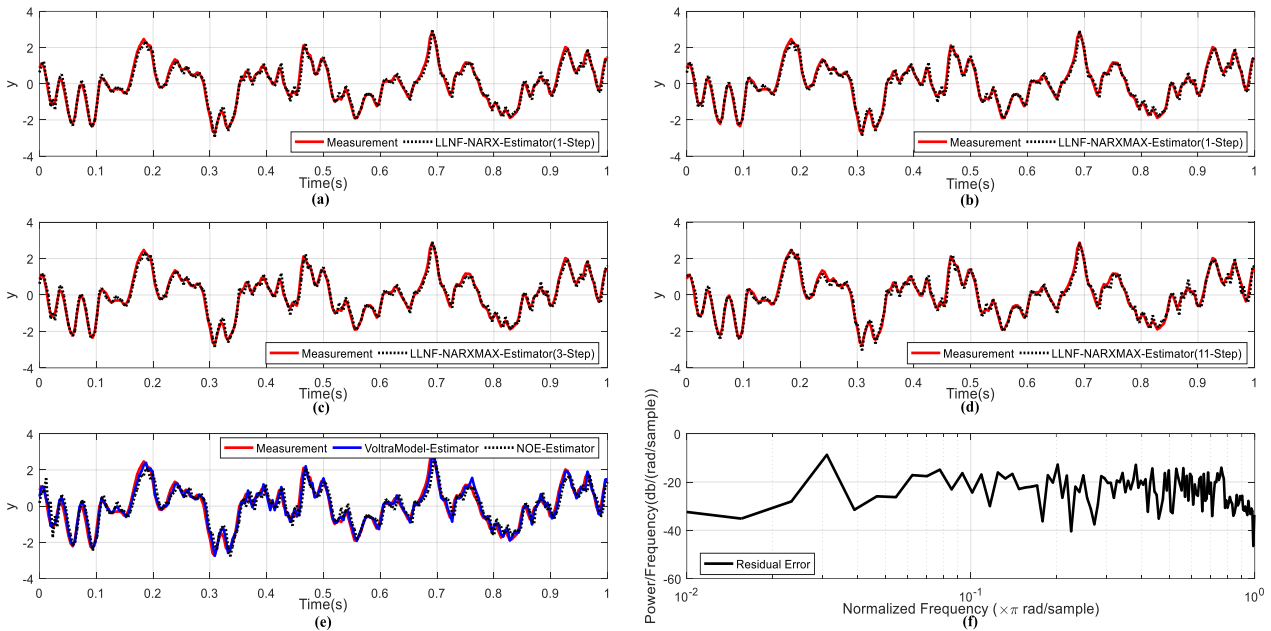 4
2
0
-2
-4
y
Measurement LLNF-NARX-Estimator(1-Step)
0 0.1 0.2 0.3 0.4 0.5 0.6 0.7 0.8 0.9 1
Time(s)
(a)
4
2
0
-2
-4
y
Measurement LLNF-NARXMAX-Estimator(1-Step)
0 0.1 0.2 0.3 0.4 0.5 0.6 0.7 0.8 0.9 1
Time(s)
(b)
4
2
0
-2
-4
y
Measurement LLNF-NARXMAX-Estimator(3-Step)
0 0.1 0.2 0.3 0.4 0.5 0.6 0.7 0.8 0.9 1
Time(s)
(c)
4
2
0
-2
-4
y
Measurement LLNF-NARXMAX-Estimator(11-Step)
0 0.1 0.2 0.3 0.4 0.5 0.6 0.7 0.8 0.9 1
Time(s)
(d)
4
2
0
-2
-4
y
Measurement VoltraModel-Estimator NOE-Estimator
0 0.1 0.2 0.3 0.4 0.5 0.6 0.7 0.8 0.9 1
Time(s)
(e)
Power/Frequency(db/(rad/sample))
0
-20
-40
-60
Residual Error
10^-2 10^-1 10^0
Normalized Frequency (×π rad/sample)
(f)